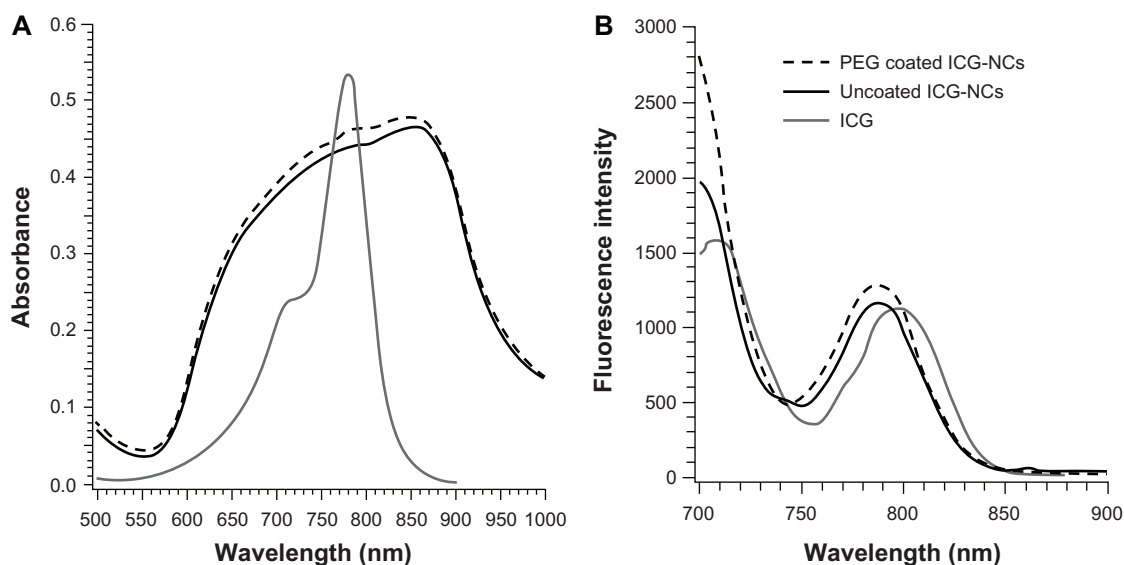 A
0.6
0.5
0.4
0.3
0.2
0.1
0.0
Absorbance
500 550 600 650 700 750 800 850 900 950 1000
Wavelength (nm)
B
3000
2500
2000
1500
1000
500
0
Fluorescence intensity
PEG coated ICG-NCs
Uncoated ICG-NCs
ICG
700 750 800 850 900
Wavelength (nm)